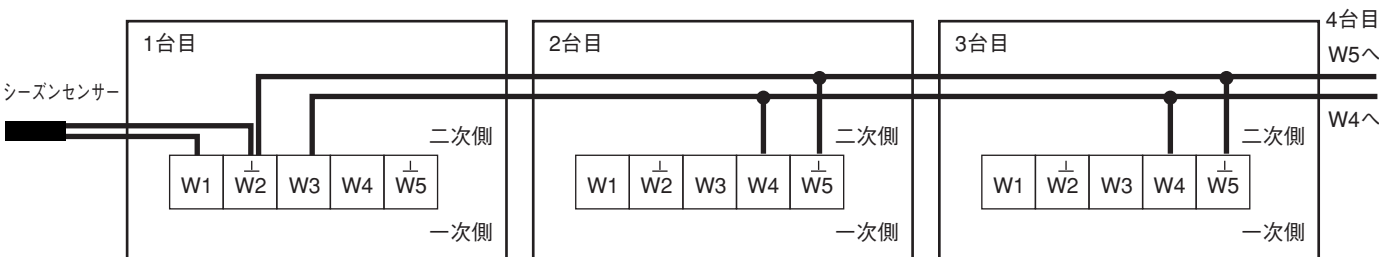 4台目
1台目
2台目
3台目
W5へ
シーズンセンサー
W4へ
二次側
二次側
二次側
W1 W2 W3 W4 W5
W1 W2 W3 W4 W5
W1 W2 W3 W4 W5
一次側
一次側
一次側